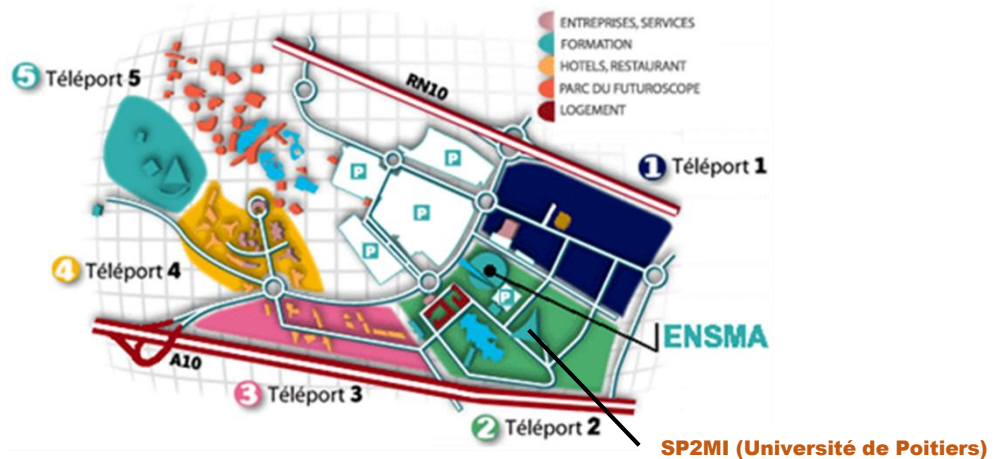 ENTREPRISES, SERVICES
FORMATION
HOTELS, RESTAURANT
PARC DU FUTUROSCOPE
LOGEMENT
5 Téléport 5
RN10
P
P
1 Téléport 1
P
P
4 Téléport 4
P
ENSMA
A10
3 Téléport 3
2 Téléport 2
SP2MI (Université de Poitiers)